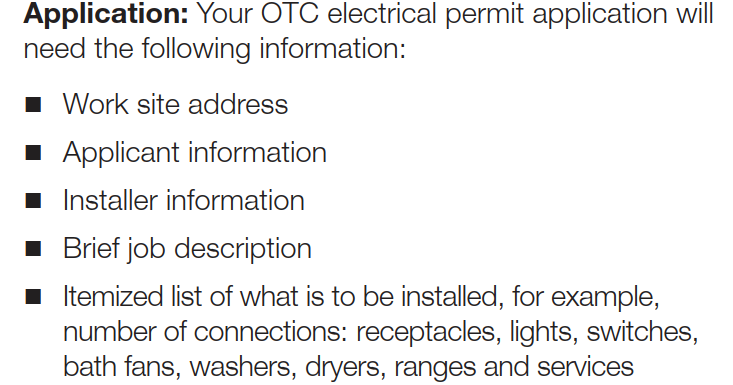 Application: Your OTC electrical permit application will
need the following information:
■ Work site address
■ Applicant information
■ Installer information
■ Brief job description
■ Itemized list of what is to be installed, for example,
number of connections: receptacles, lights, switches,
bath fans, washers, dryers, ranges and services